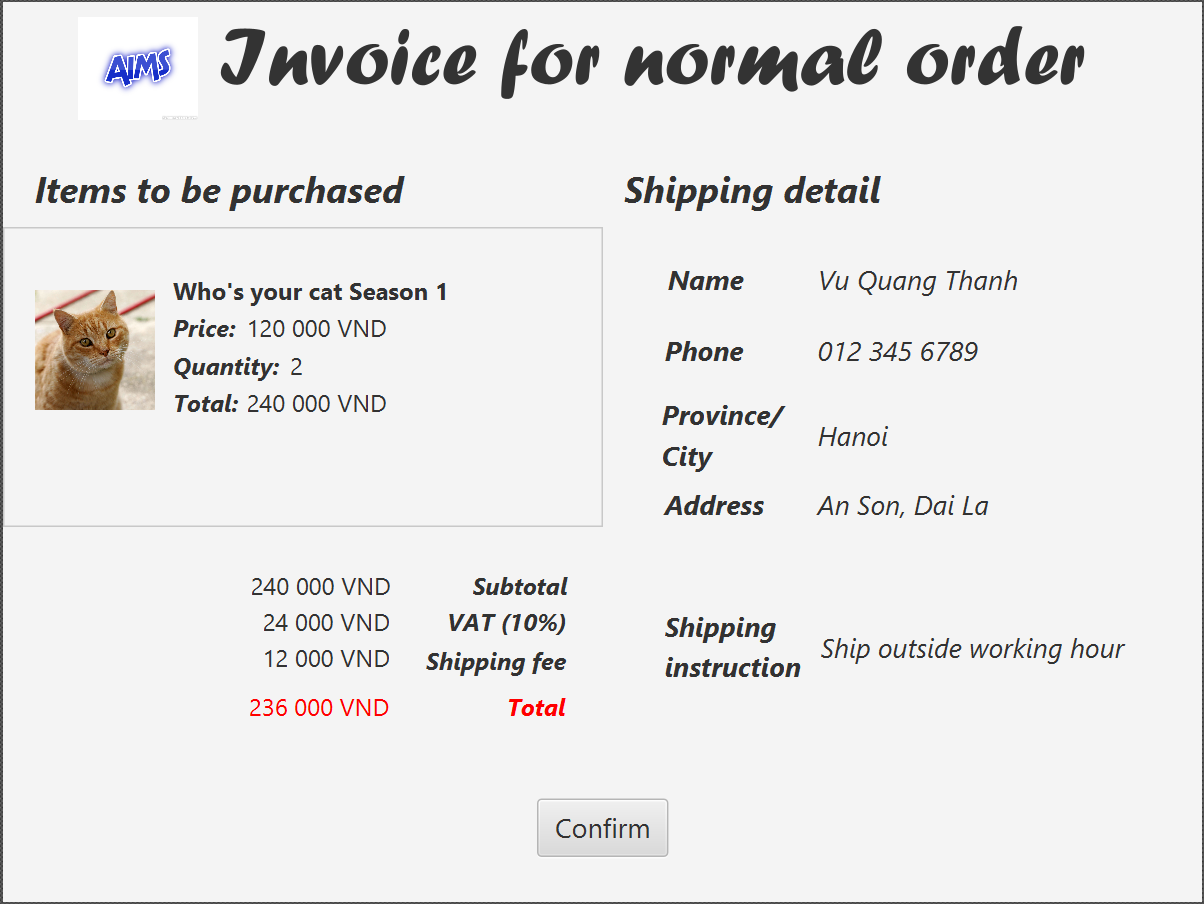 AIMS
Invoice for normal order
Items to be purchased
Who's your cat Season 1
Price: 120 000 VND
Quantity: 2
Total: 240 000 VND
240 000 VND Subtotal
24 000 VND VAT (10%)
12 000 VND Shipping fee
236 000 VND Total
Shipping detail
Name Vu Quang Thanh
Phone 012 345 6789
Province/
City Hanoi
Address An Son, Dai La
Shipping
instruction Ship outside working hour
Confirm